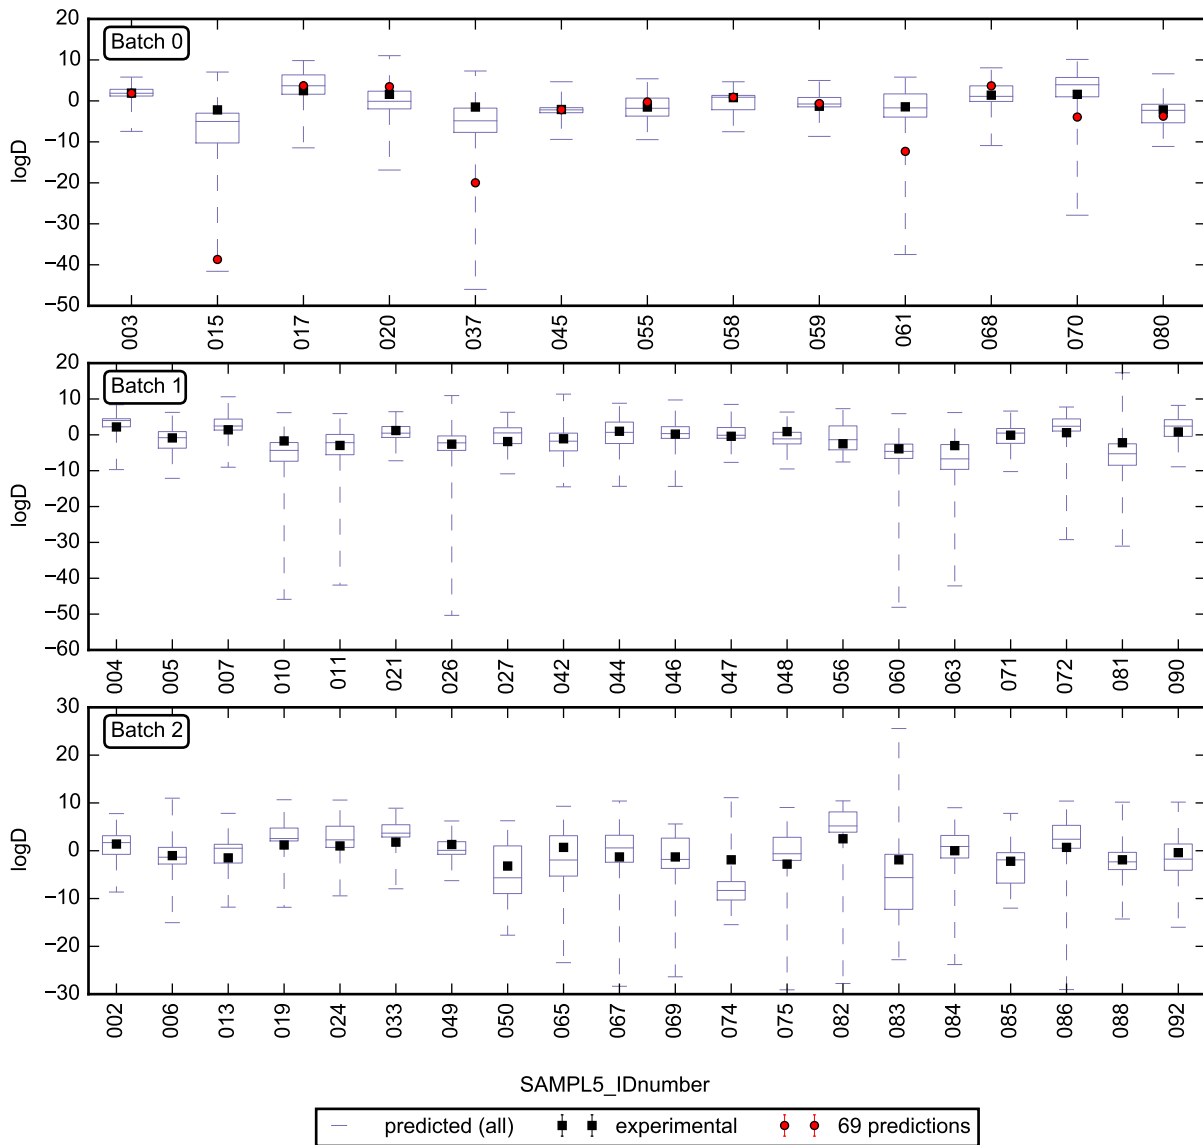 Batch 0
20
10
0
−10
−20
−30
−40
−50
logD
003 015 017 020 037 045 055 058 059 061 068 070 080
Batch 1
20
10
0
−10
−20
−30
−40
−50
−60
logD
004 005 007 010 011 021 026 027 042 044 046 047 048 056 060 063 071 072 081 090
Batch 2
30
20
10
0
−10
−20
−30
logD
002 006 013 019 024 033 049 050 065 067 069 074 075 082 083 084 085 086 088 092
SAMPL5_IDnumber
predicted (all) experimental 69 predictions